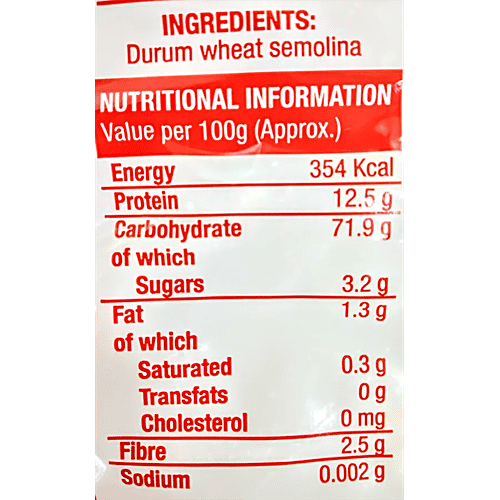 INGREDIENTS:
Durum wheat semolina
NUTRITIONAL INFORMATION
Value per 100g (Approx.)
Energy 354 Kcal
Protein 12.5 g
Carbohydrate 71.9 g
of which
Sugars 3.2 g
Fat 1.3 g
of which
Saturated 0.3 g
Transfats 0 g
Cholesterol 0 mg
Fibre 2.5 g
Sodium 0.002 g